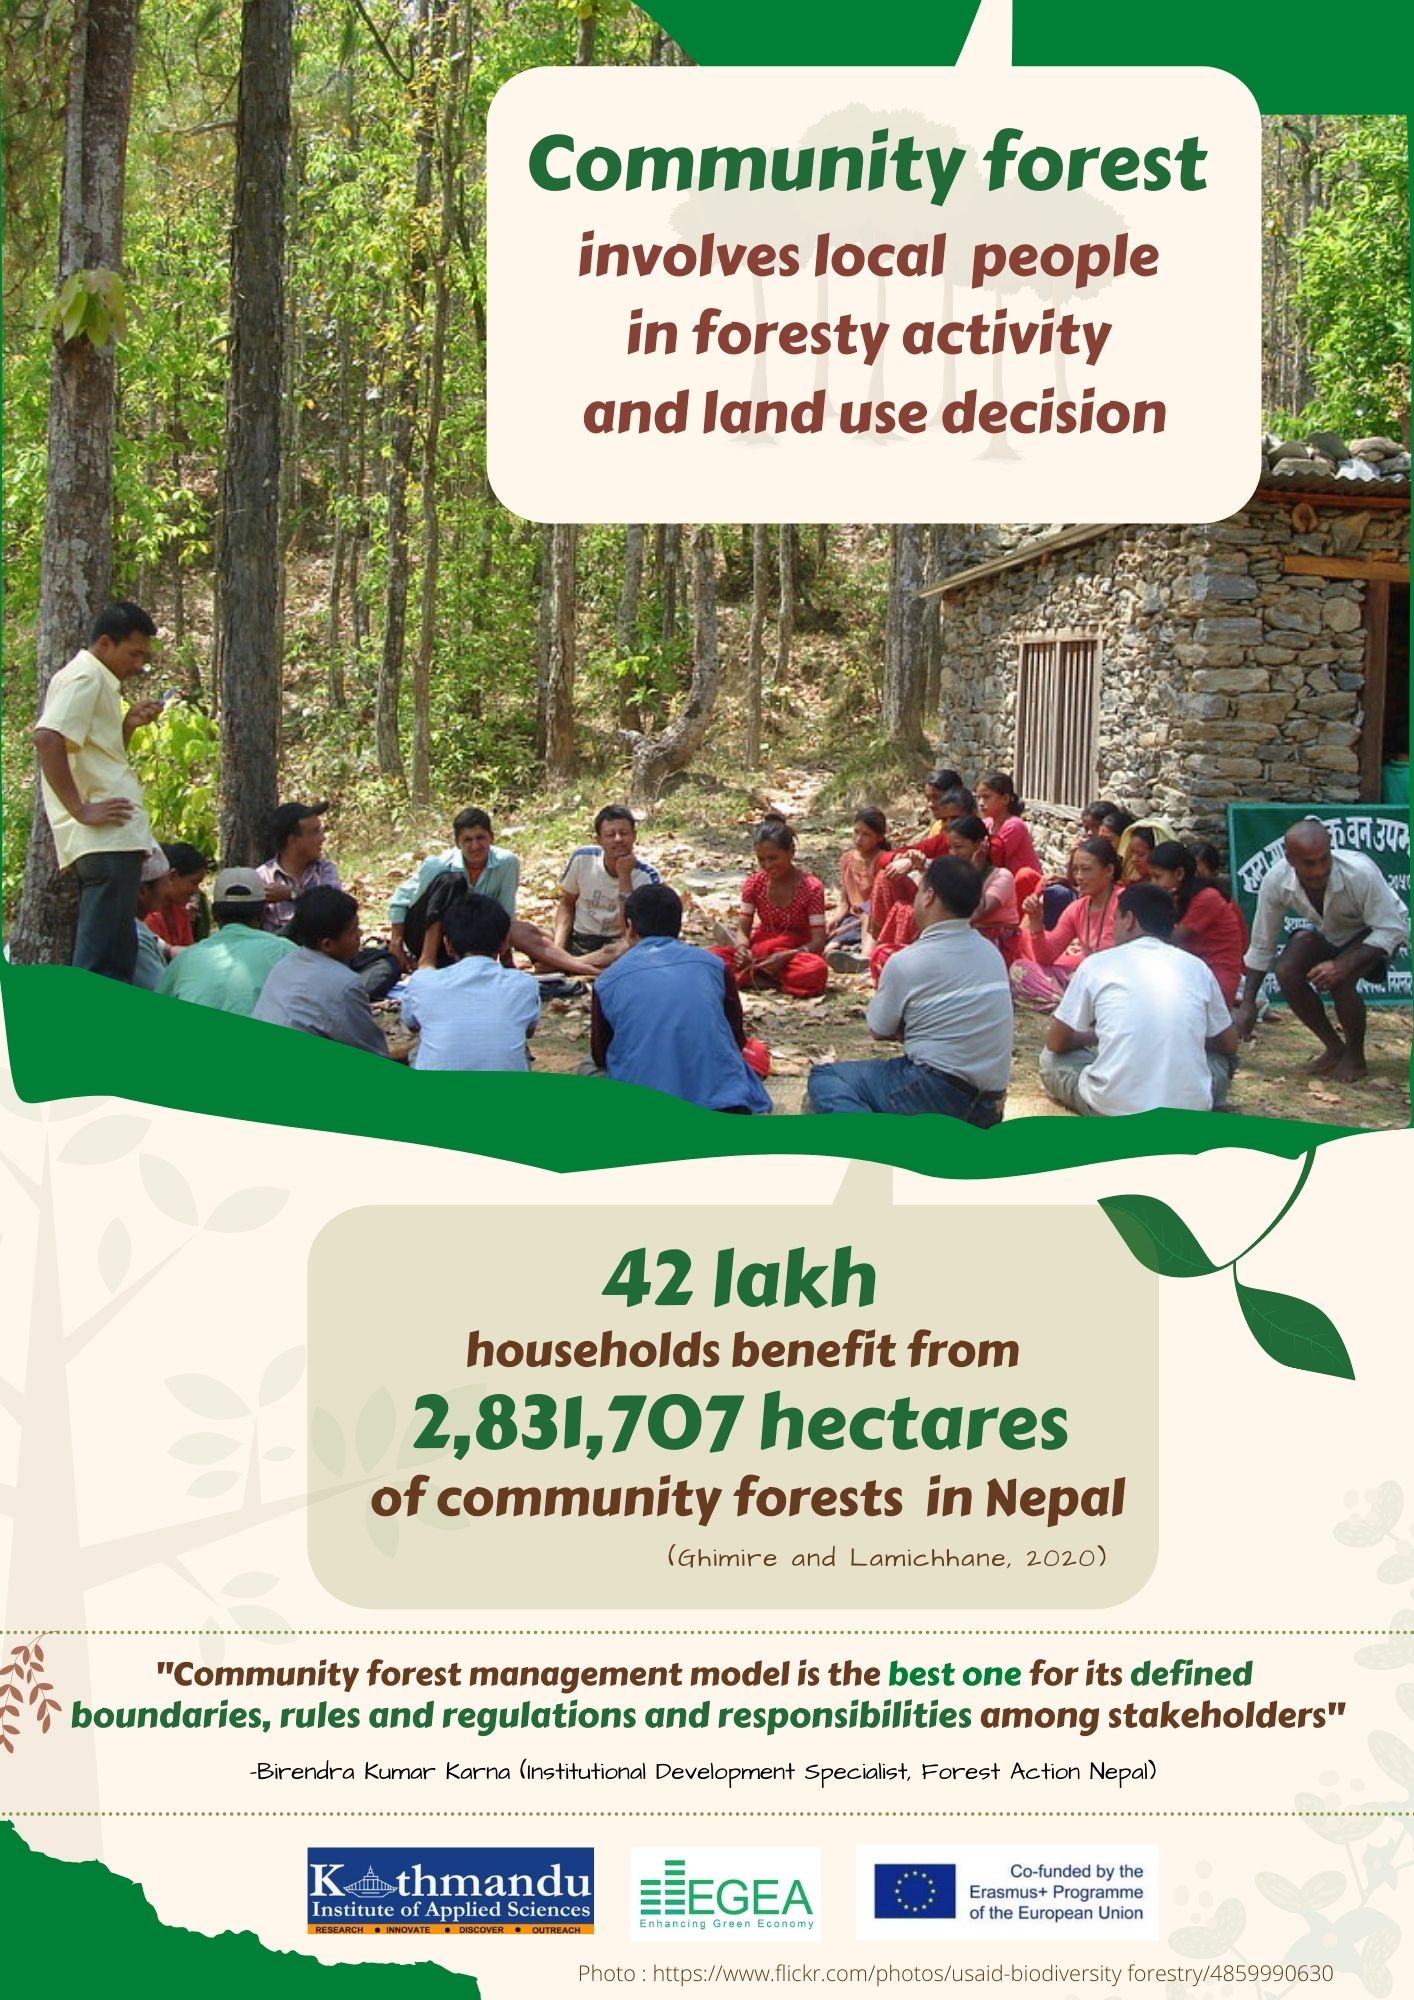 Community forest
involves local people
in foresty activity
and land use decision
वन उपभ
42 lakh
households benefit from
2,831,707 hectares
of community forests in Nepal
(Ghimire and Lamichhane, 2020)
"Community forest management model is the best one for its defined
boundaries, rules and regulations and responsibilities among stakeholders"
-Birendra Kumar Karna (Institutional Development Specialist, Forest Action Nepal)
Kathmandu
Institute of Applied Sciences
RESEARCH • INNOVATE • DISCOVER • OUTREACH
EGEA
Enhancing Green Economy
Co-funded by the
Erasmus+ Programme
of the European Union
Photo : https://www.flickr.com/photos/usaid-biodiversity forestry/4859990630